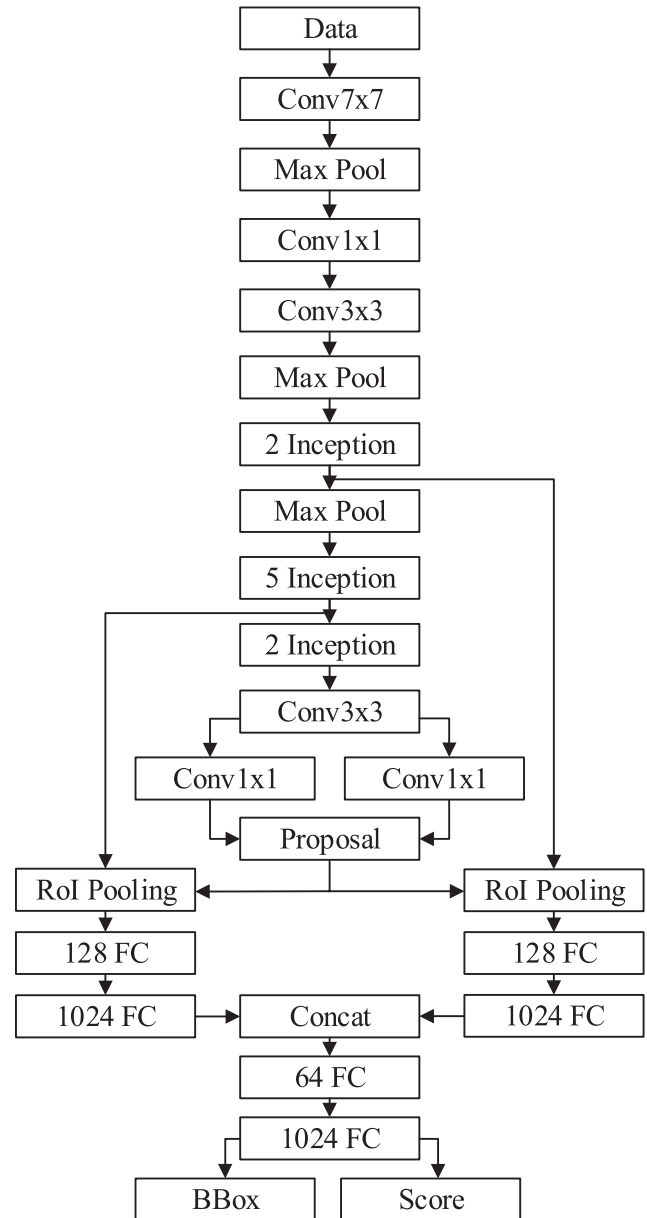 Data
Conv7x7
Max Pool
Conv1x1
Conv3x3
Max Pool
2 Inception
Max Pool
5 Inception
2 Inception
Conv3x3
Conv1x1
Conv1x1
Proposal
RoI Pooling
RoI Pooling
128 FC
128 FC
1024 FC
Concat
1024 FC
64 FC
1024 FC
BBox
Score